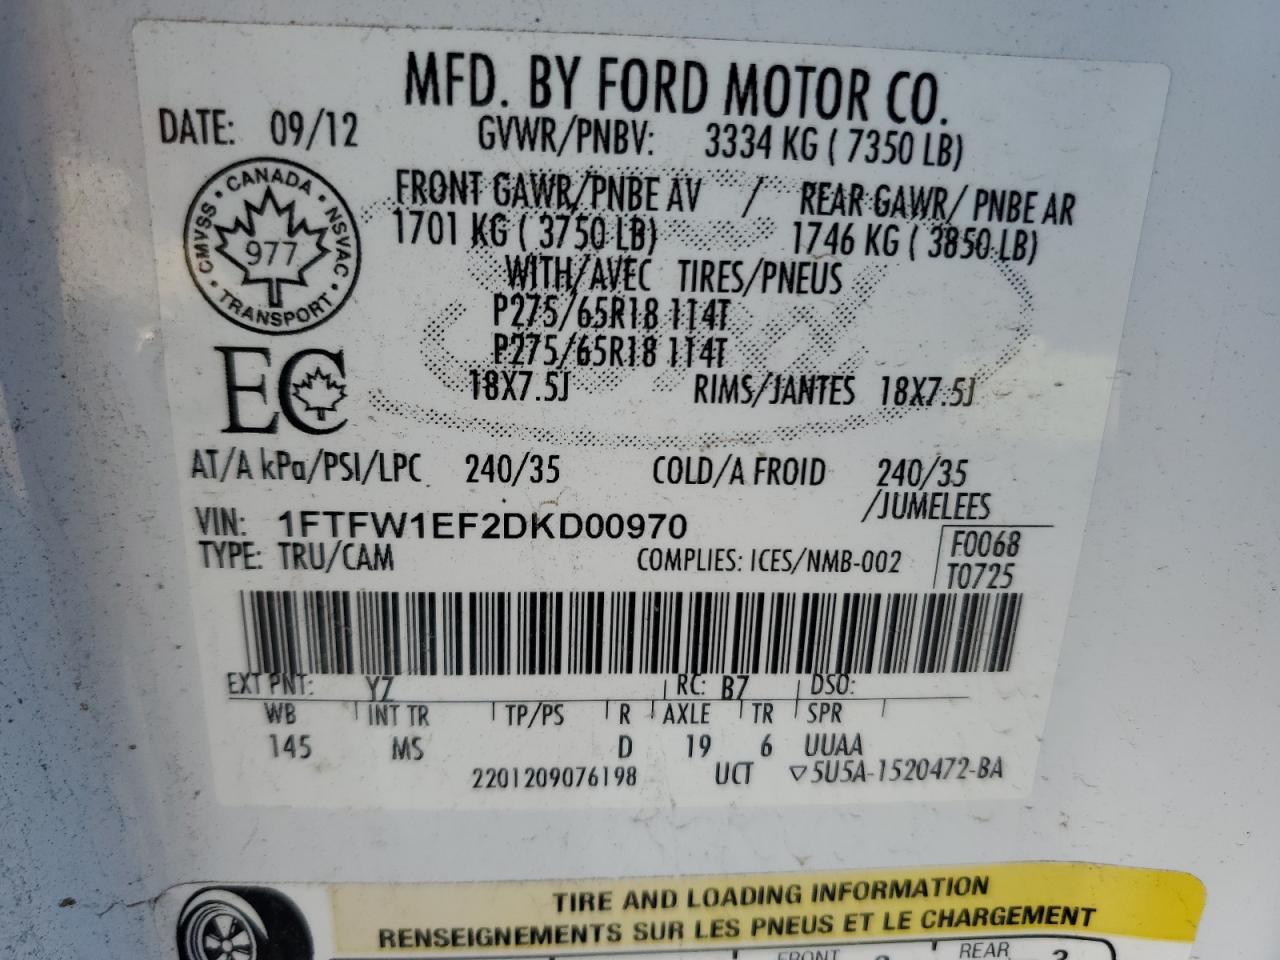 MFD. BY FORD MOTOR CO.
DATE: 09/12 GVWR/PNBV: 3334 KG ( 7350 LB)
FRONT GAWR/PNBE AV / REAR GAWR/ PNBE AR
1701 KG ( 3750 LB) 1746 KG ( 3850 LB)
CANADA · NSVAC · TRANSPORT · CMVSS
977
WITH/AVEC TIRES/PNEUS
P275/65R18 114T
P275/65R18 114T
EC
18X7.5J RIMS/JANTES 18X7.5J
AT/A kPa/PSI/LPC 240/35 COLD/A FROID 240/35
/JUMELEES
VIN: 1FTFW1EF2DKD00970
F0068
TYPE: TRU/CAM COMPLIES: ICES/NMB-002
T0725
EXT PNT: YZ RC: B7 DSO:
WB INT TR TP/PS R AXLE TR SPR
145 MS D 19 6 UUAA
2201209076198 UCT ▽5U5A-1520472-BA
TIRE AND LOADING INFORMATION
RENSEIGNEMENTS SUR LES PNEUS ET LE CHARGEMENT
FRONT REAR